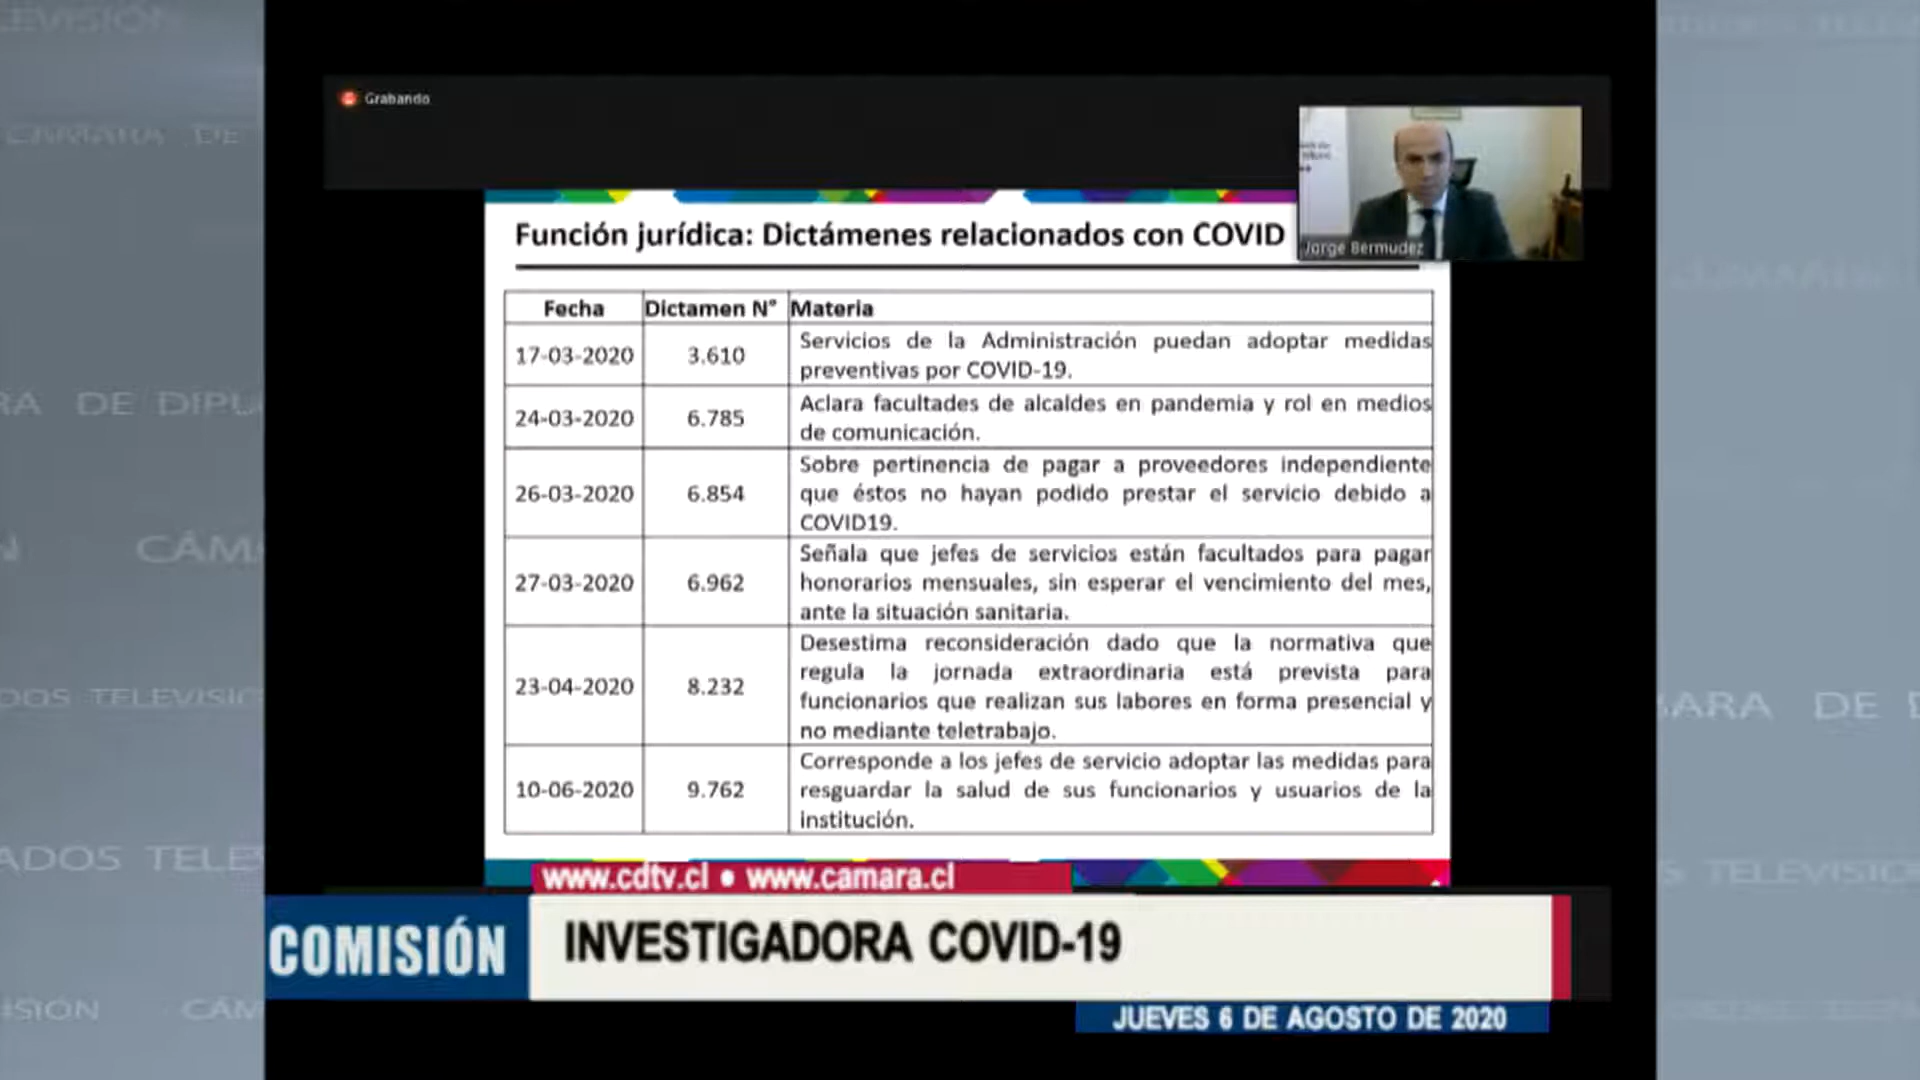 Grabando
Jorge Bermudez
Función jurídica: Dictámenes relacionados con COVID
Fecha Dictamen N° Materia
17-03-2020 3.610 Servicios de la Administración puedan adoptar medidas
preventivas por COVID-19.
24-03-2020 6.785 Aclara facultades de alcaldes en pandemia y rol en medios
de comunicación.
26-03-2020 6.854 Sobre pertinencia de pagar a proveedores independiente
que éstos no hayan podido prestar el servicio debido a
COVID19.
27-03-2020 6.962 Señala que jefes de servicios están facultados para pagar
honorarios mensuales, sin esperar el vencimiento del mes,
ante la situación sanitaria.
23-04-2020 8.232 Desestima reconsideración dado que la normativa que
regula la jornada extraordinaria está prevista para
funcionarios que realizan sus labores en forma presencial y
no mediante teletrabajo.
10-06-2020 9.762 Corresponde a los jefes de servicio adoptar las medidas para
resguardar la salud de sus funcionarios y usuarios de la
institución.
www.cdtv.cl • www.camara.cl
COMISIÓN
INVESTIGADORA COVID-19
JUEVES 6 DE AGOSTO DE 2020